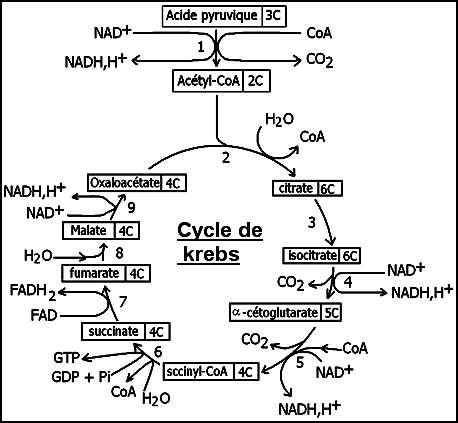 Acide pyruvique 3C
NAD+ CoA
1
NADH,H+ CO2
Acétyl-CoA 2C
H2O
CoA
2
Oxaloacétate 4C
citrate 6C
NADH,H+
9
NAD+
3
Malate 4C
Cycle de
krebs
isocitrate 6C
H2O 8
NAD+
CO2 4
fumarate 4C
NADH,H+
FADH2
7
FAD
α-cétoglutarate 5C
succinate 4C
CO2
CoA
6
GTP
5
NAD+
GDP + Pi
sccinyl-CoA 4C
CoA
H2O
NADH,H+